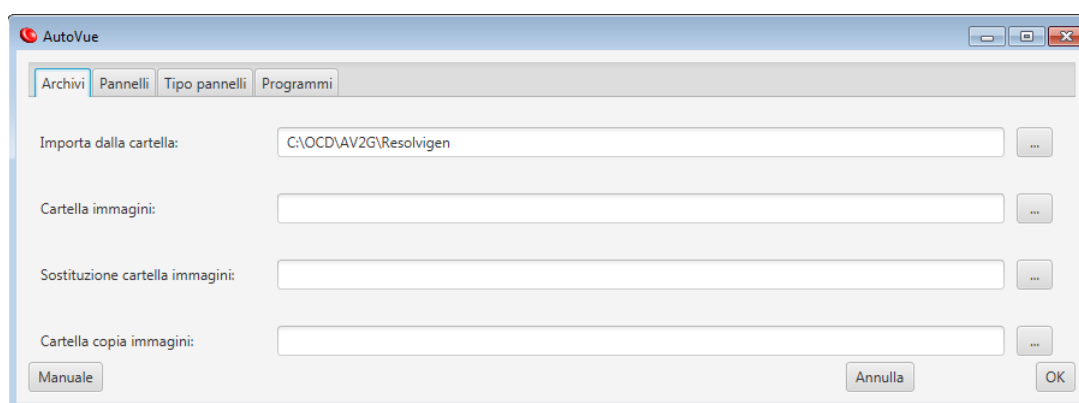 AutoVue
Archivi Pannelli Tipo pannelli Programmi
Importa dalla cartella: C:\OCD\AV2G\Resolvigen ...
Cartella immagini: ...
Sostituzione cartella immagini: ...
Cartella copia immagini: ...
Manuale Annulla OK